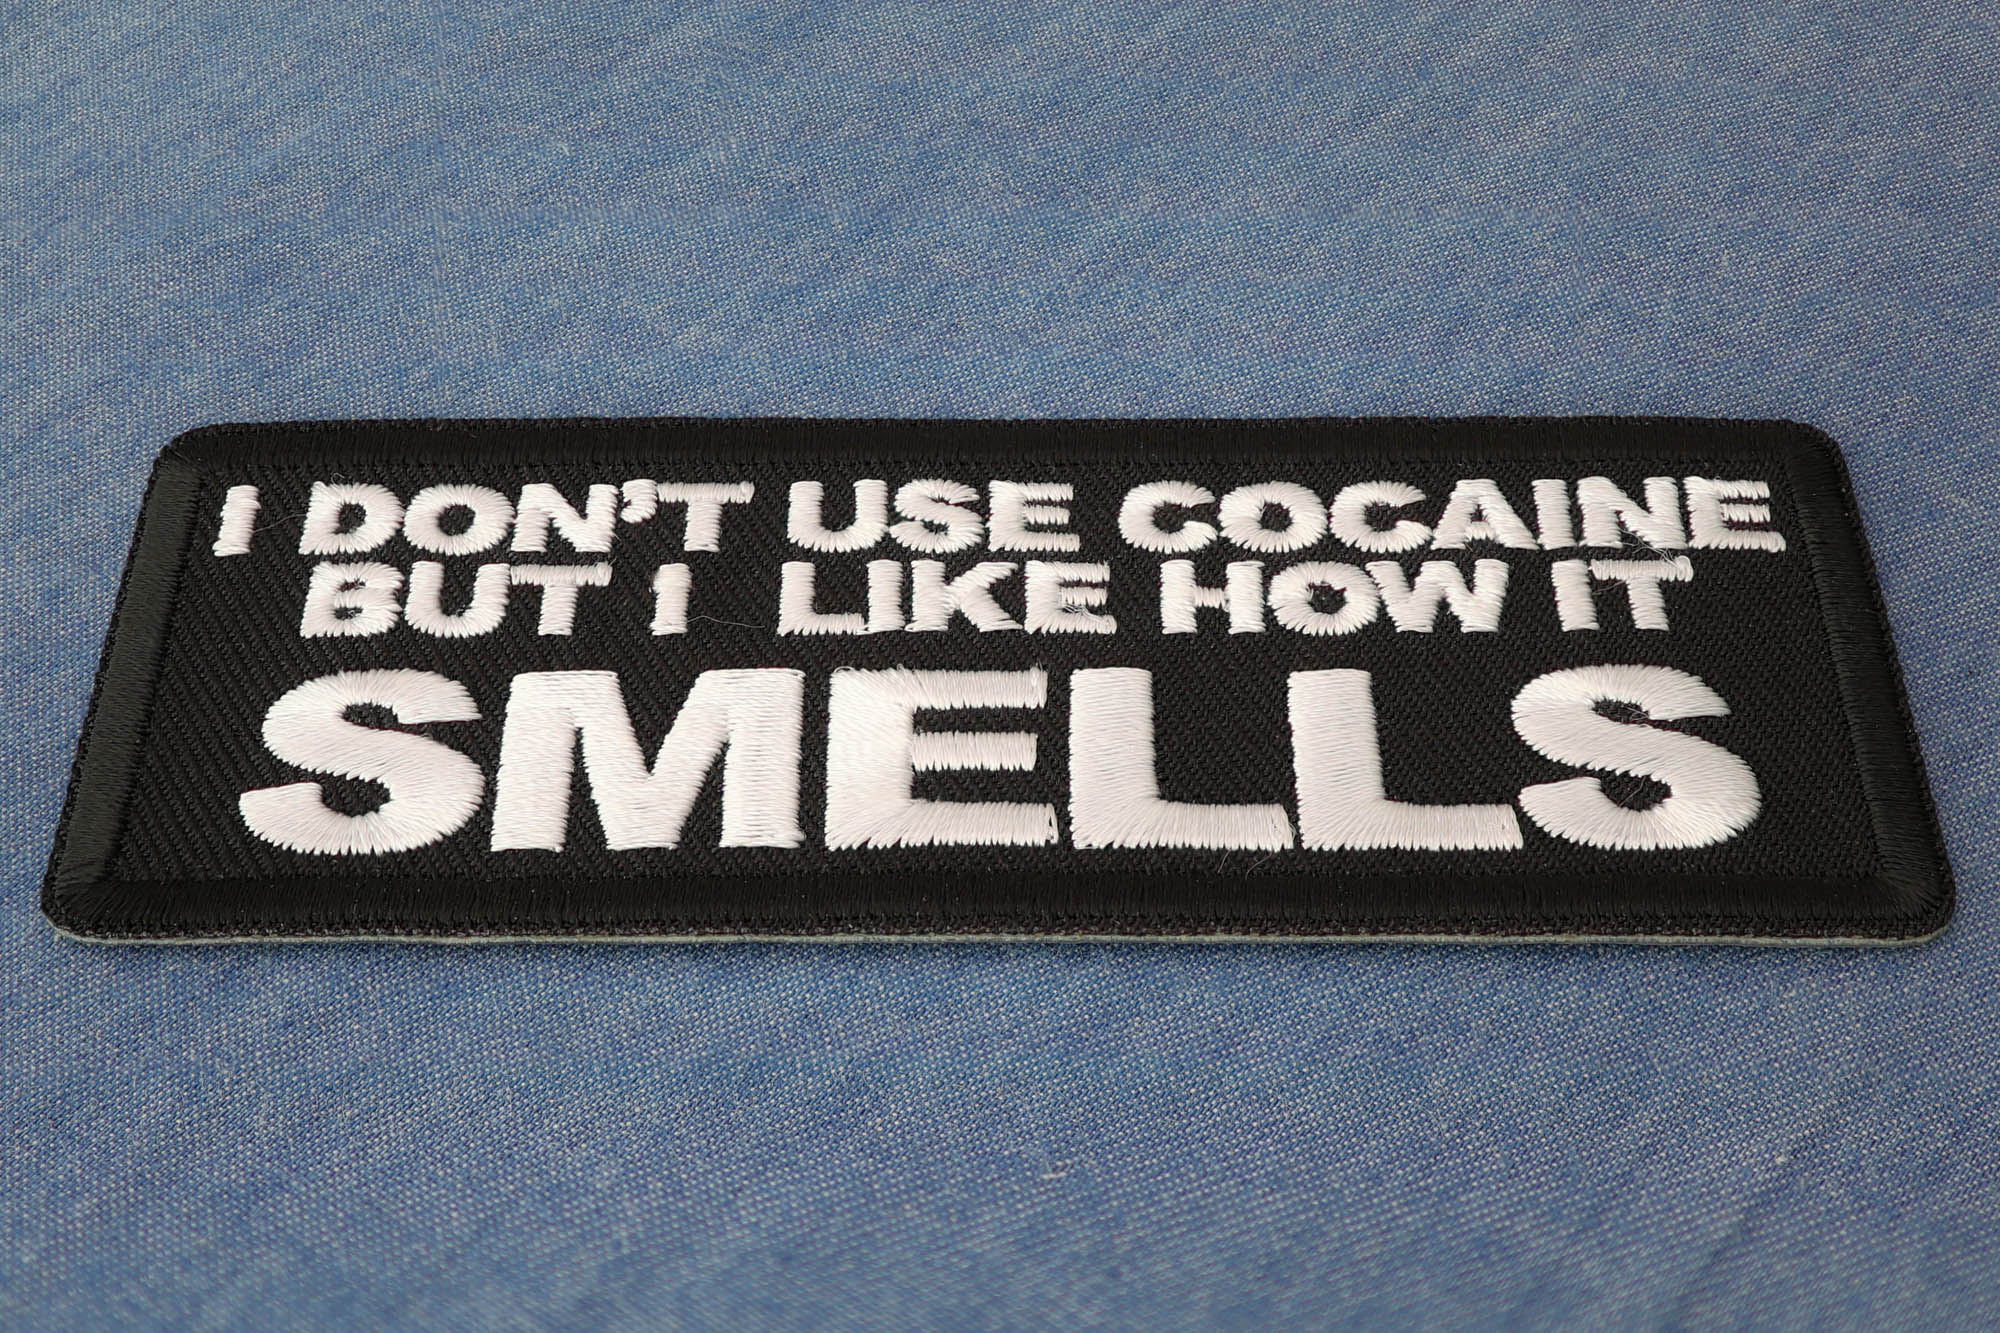 I DON'T USE COCAINE
BUT I LIKE HOW IT
SMELLS